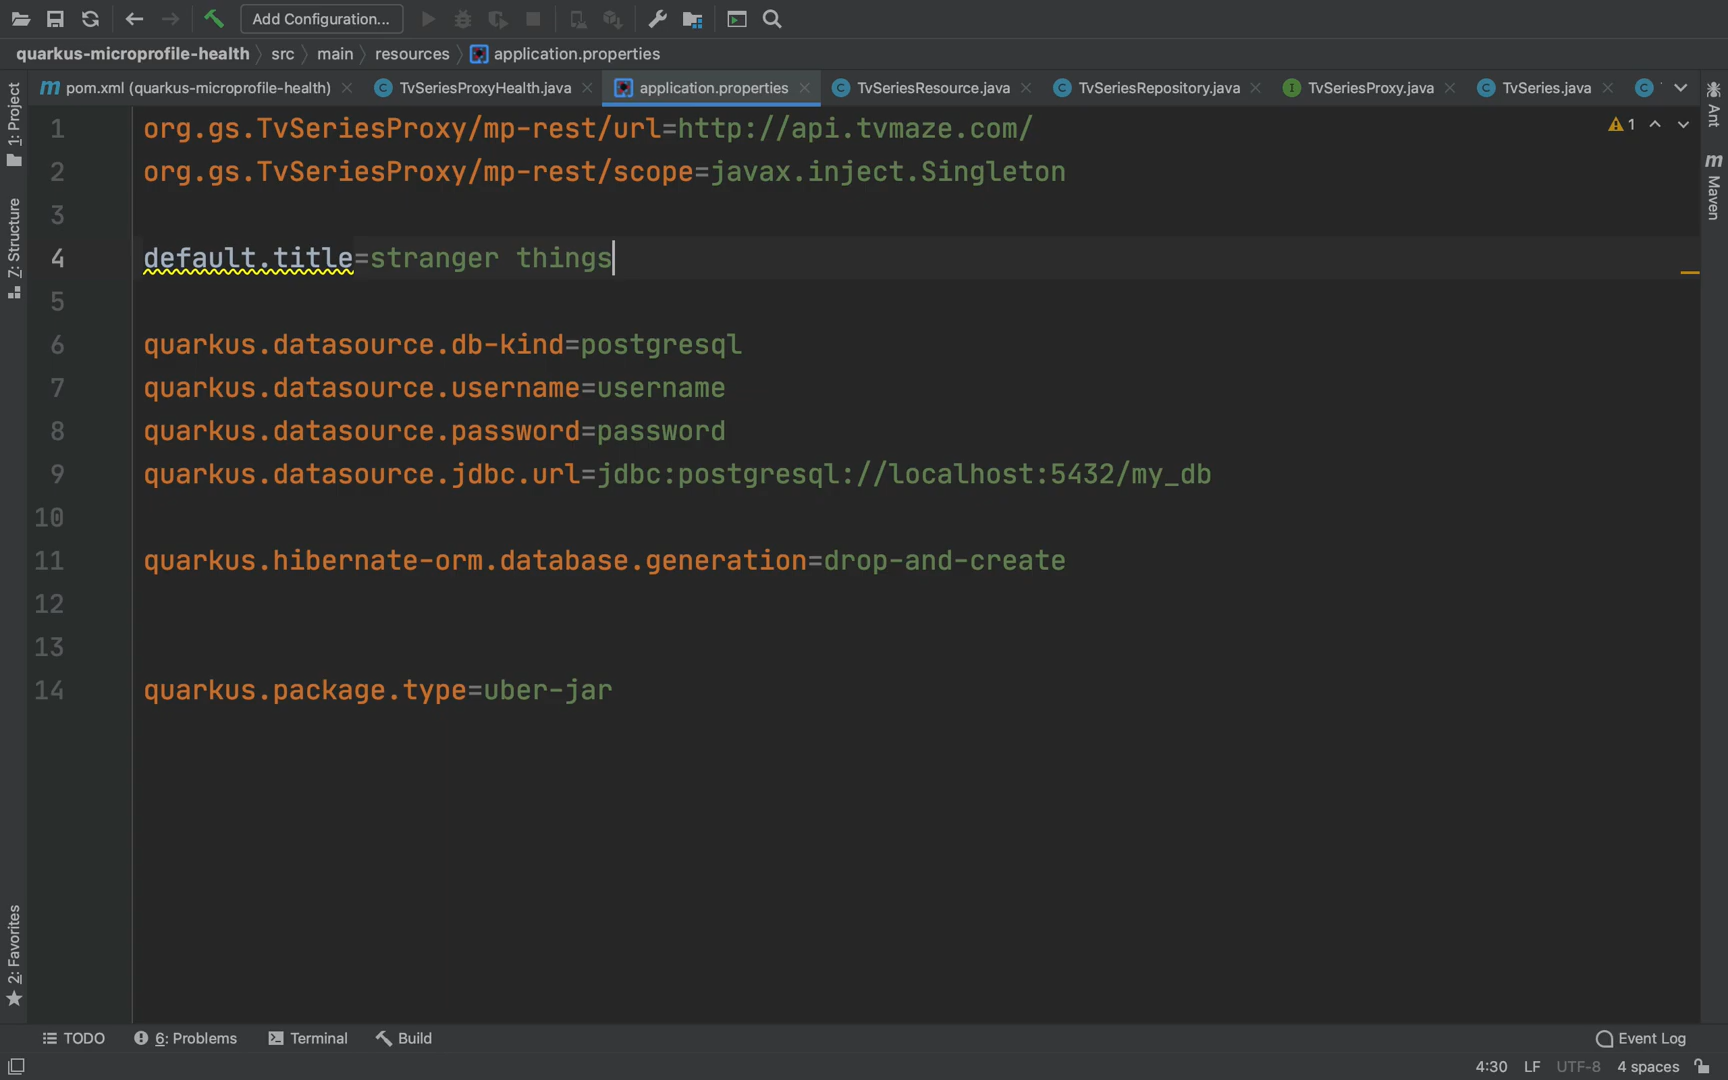 Add Configuration...
quarkus-microprofile-health src main resources application.properties
pom.xml (quarkus-microprofile-health) TvSeriesProxyHealth.java application.properties TvSeriesResource.java TvSeriesRepository.java TvSeriesProxy.java TvSeries.java
1: Project
7: Structure
2: Favorites
Ant
Maven
1
1 org.gs.TvSeriesProxy/mp-rest/url=http://api.tvmaze.com/
2 org.gs.TvSeriesProxy/mp-rest/scope=javax.inject.Singleton
3
4 default.title=stranger things
5
6 quarkus.datasource.db-kind=postgresql
7 quarkus.datasource.username=username
8 quarkus.datasource.password=password
9 quarkus.datasource.jdbc.url=jdbc:postgresql://localhost:5432/my_db
10
11 quarkus.hibernate-orm.database.generation=drop-and-create
12
13
14 quarkus.package.type=uber-jar
TODO 6: Problems Terminal Build Event Log
4:30 LF UTF-8 4 spaces